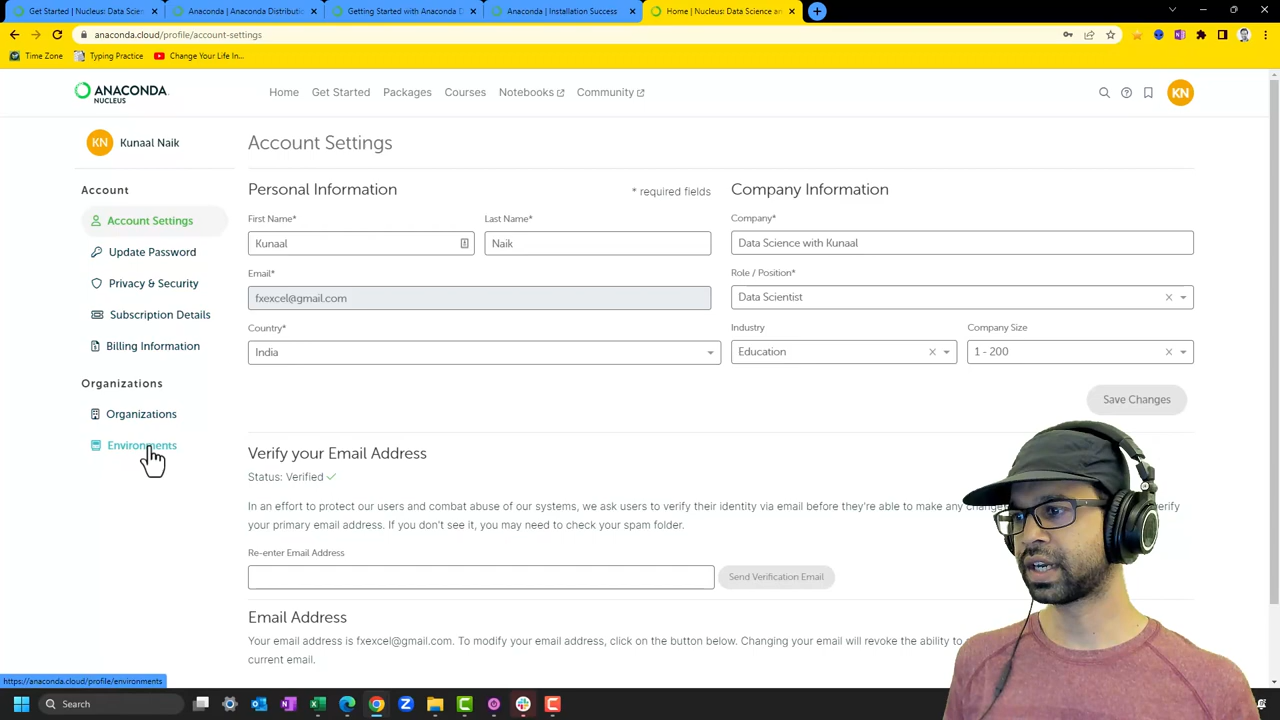 Get Started | Nucleus: Data Scien
Anaconda | Anaconda Distribution
Getting Started with Anaconda D
Anaconda | Installation Success
Home | Nucleus: Data Science an
anaconda.cloud/profile/account-settings
Time Zone
Typing Practice
Change Your Life In...
ANACONDA.
NUCLEUS
Home
Get Started
Packages
Courses
Notebooks
Community
KN
KN
Kunaal Naik
Account Settings
Account
Personal Information
* required fields
Company Information
Account Settings
First Name*
Last Name*
Company*
Kunaal
Naik
Data Science with Kunaal
Update Password
Email*
Role / Position*
Privacy & Security
fxexcel@gmail.com
Data Scientist
Subscription Details
Country*
Industry
Company Size
Billing Information
India
Education
1 - 200
Organizations
Save Changes
Organizations
Environments
Verify your Email Address
Status: Verified
In an effort to protect our users and combat abuse of our systems, we ask users to verify their identity via email before they're able to make any
your primary email address. If you don't see it, you may need to check your spam folder.
Re-enter Email Address
Send Verification Email
Email Address
Your email address is fxexcel@gmail.com. To modify your email address, click on the button below. Changing your email will revoke the ability to
current email.
https://anaconda.cloud/profile/environments
Search